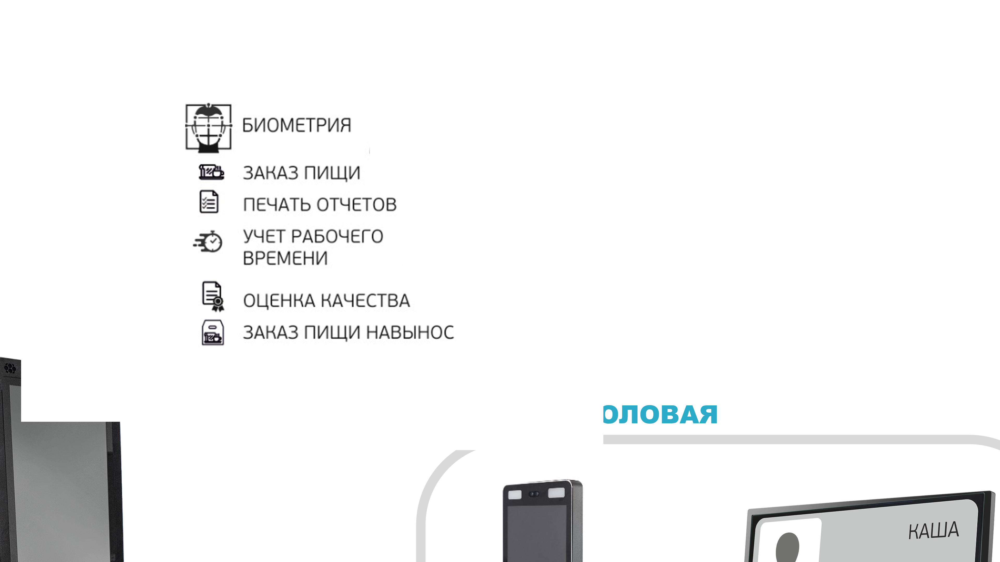 БИОМЕТРИЯ
ЗАКАЗ ПИЩИ
ПЕЧАТЬ ОТЧЕТОВ
УЧЕТ РАБОЧЕГО
ВРЕМЕНИ
ОЦЕНКА КАЧЕСТВА
ЗАКАЗ ПИЩИ НАВЫНОС
ОЛОВАЯ
КАША